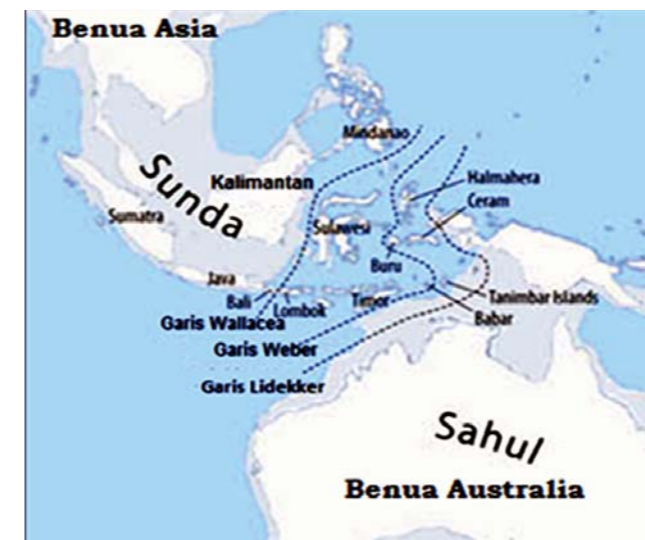 Benua Asia
Mindanao
Sunda
Kalimantan
Halmahera
Ceram
Sumatra
Sulawesi
Buru
Java
Bali
Lombok
Timor
Tanimbar Islands
Babar
Garis Wallacea
Garis Weber
Garis Lidekker
Sahul
Benua Australia